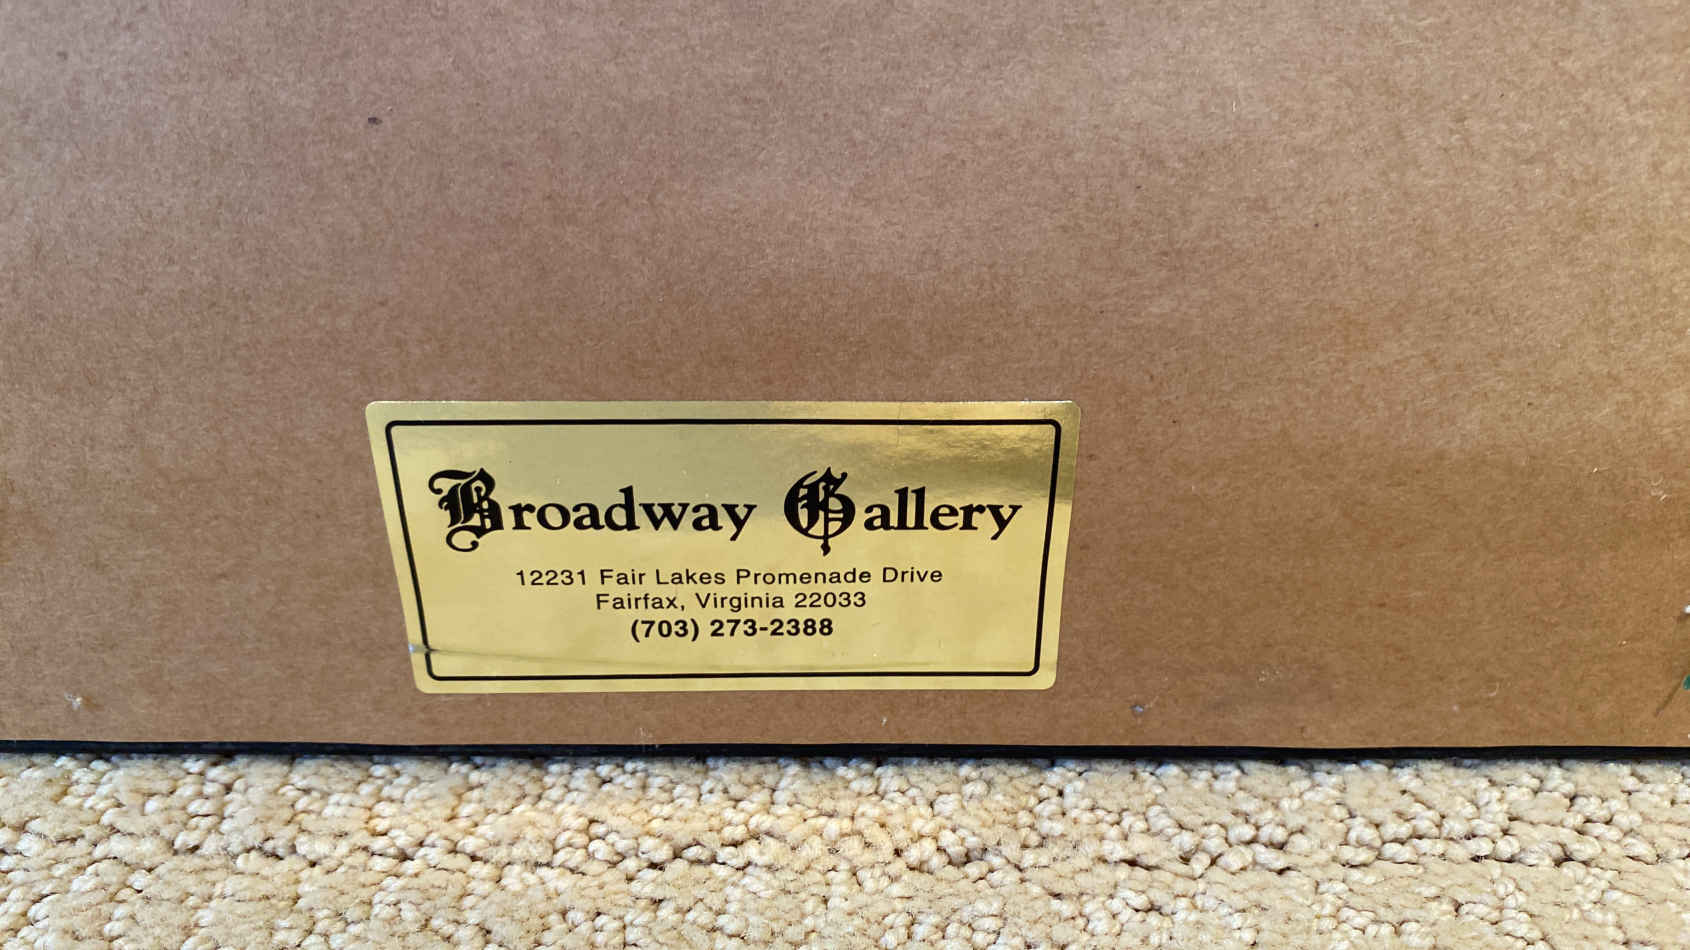 Broadway Gallery
12231 Fair Lakes Promenade Drive
Fairfax, Virginia 22033
(703) 273-2388